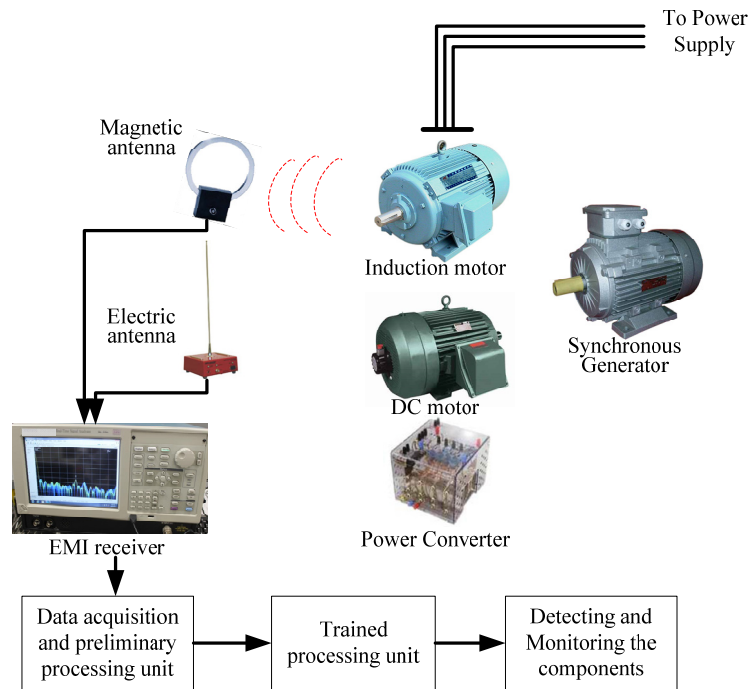 To Power
Supply
Magnetic
antenna
Induction motor
Electric
antenna
Synchronous
Generator
DC motor
EMI receiver
Power Converter
Data acquisition
and preliminary
processing unit
Trained
processing unit
Detecting and
Monitoring the
components